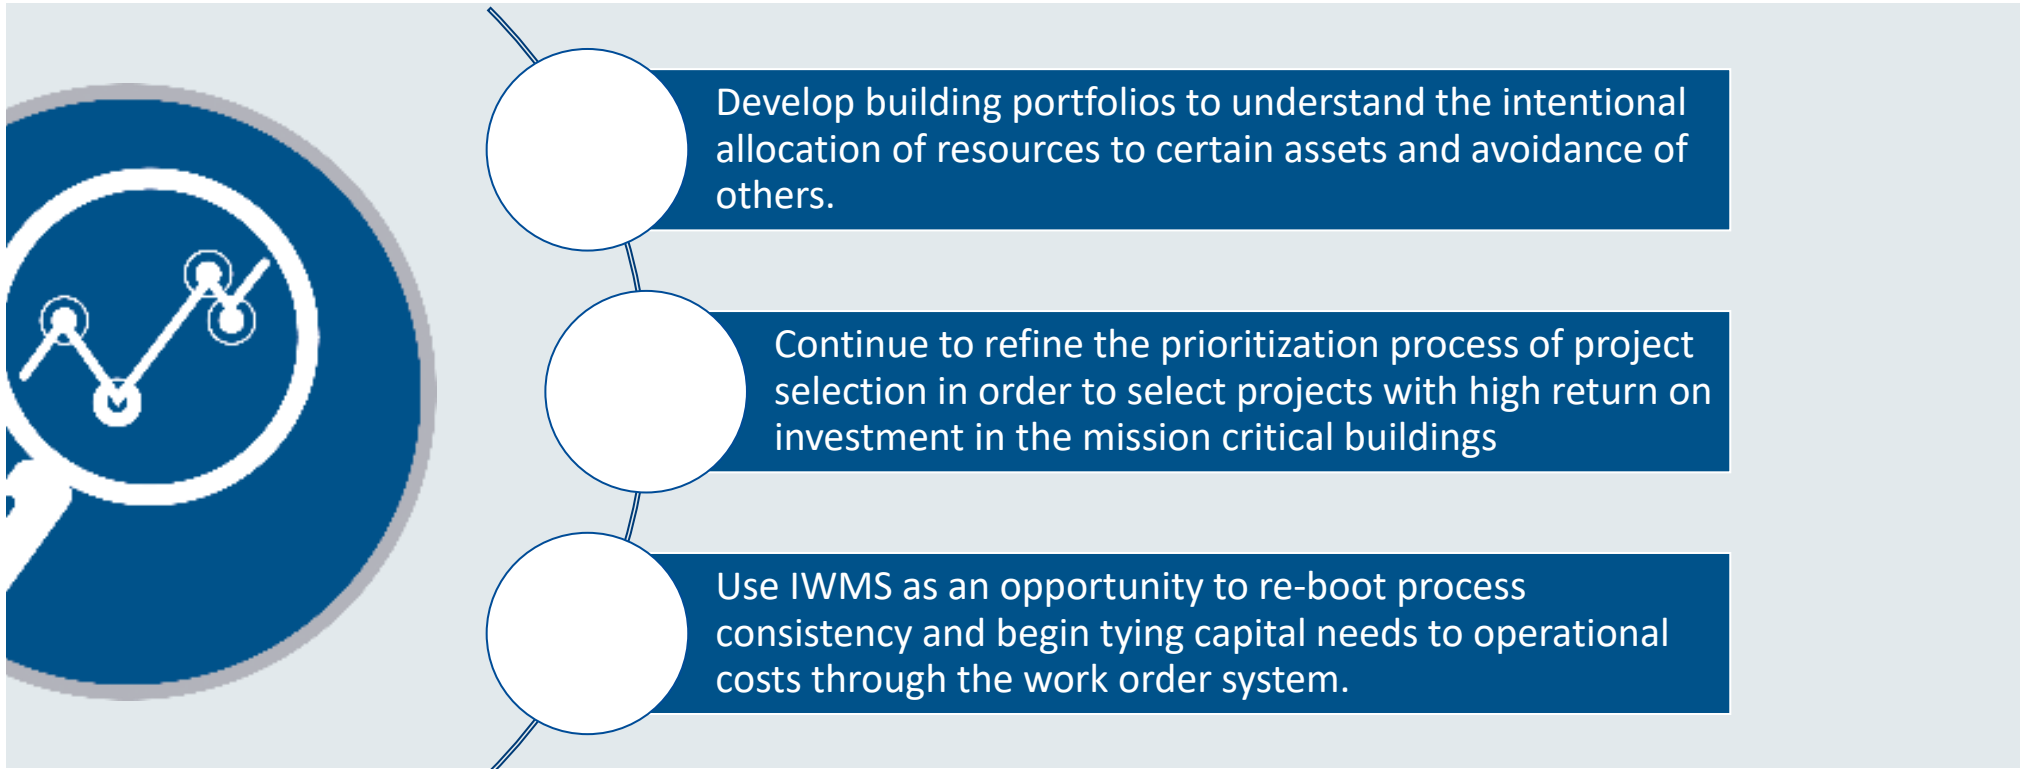 Develop building portfolios to understand the intentional
allocation of resources to certain assets and avoidance of
others.
Continue to refine the prioritization process of project
selection in order to select projects with high return on
investment in the mission critical buildings
Use IWMS as an opportunity to re-boot process
consistency and begin tying capital needs to operational
costs through the work order system.